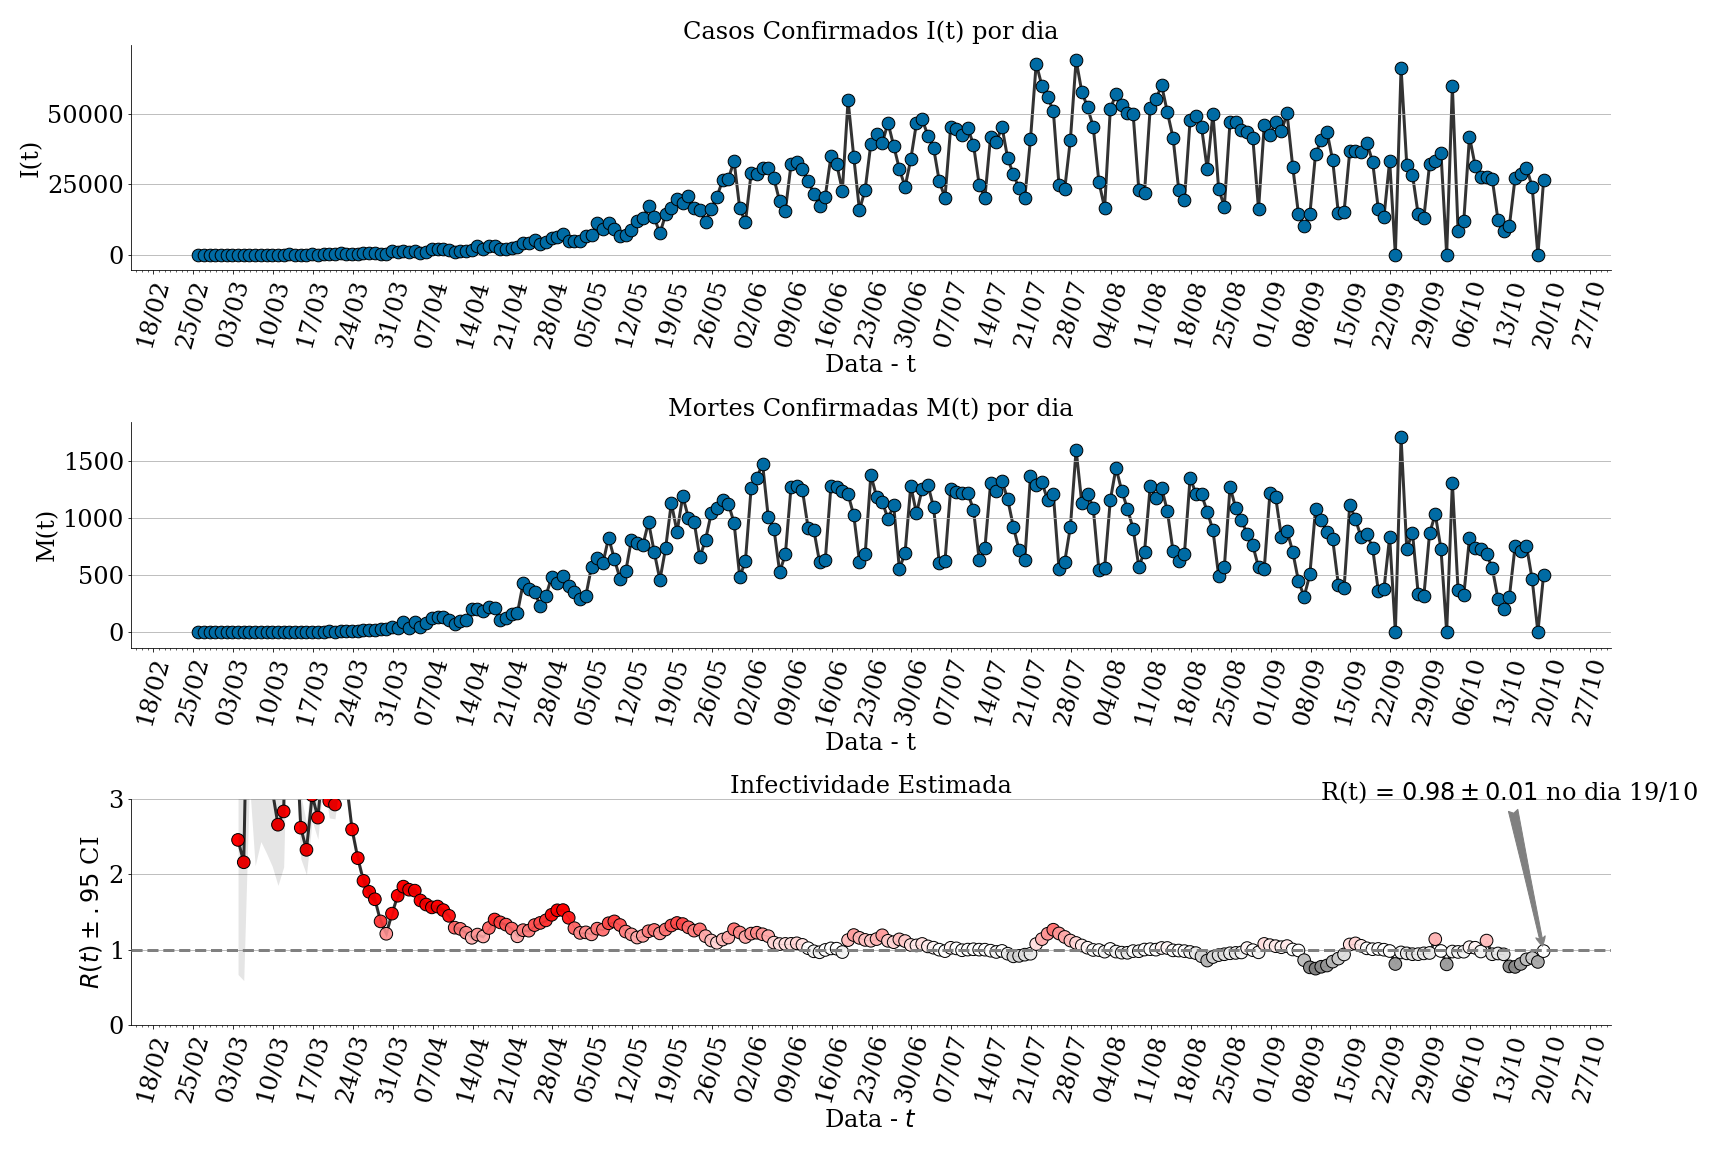 Casos Confirmados I(t) por dia
I(t)
50000
25000
0
18/02 25/02 03/03 10/03 17/03 24/03 31/03 07/04 14/04 21/04 28/04 05/05 12/05 19/05 26/05 02/06 09/06 16/06 23/06 30/06 07/07 14/07 21/07 28/07 04/08 11/08 18/08 25/08 01/09 08/09 15/09 22/09 29/09 06/10 13/10 20/10 27/10
Data - t
Mortes Confirmadas M(t) por dia
M(t)
1500
1000
500
0
18/02 25/02 03/03 10/03 17/03 24/03 31/03 07/04 14/04 21/04 28/04 05/05 12/05 19/05 26/05 02/06 09/06 16/06 23/06 30/06 07/07 14/07 21/07 28/07 04/08 11/08 18/08 25/08 01/09 08/09 15/09 22/09 29/09 06/10 13/10 20/10 27/10
Data - t
Infectividade Estimada
R(t) = 0.98 ± 0.01 no dia 19/10
R(t) ± .95 CI
3
2
1
0
18/02 25/02 03/03 10/03 17/03 24/03 31/03 07/04 14/04 21/04 28/04 05/05 12/05 19/05 26/05 02/06 09/06 16/06 23/06 30/06 07/07 14/07 21/07 28/07 04/08 11/08 18/08 25/08 01/09 08/09 15/09 22/09 29/09 06/10 13/10 20/10 27/10
Data - t